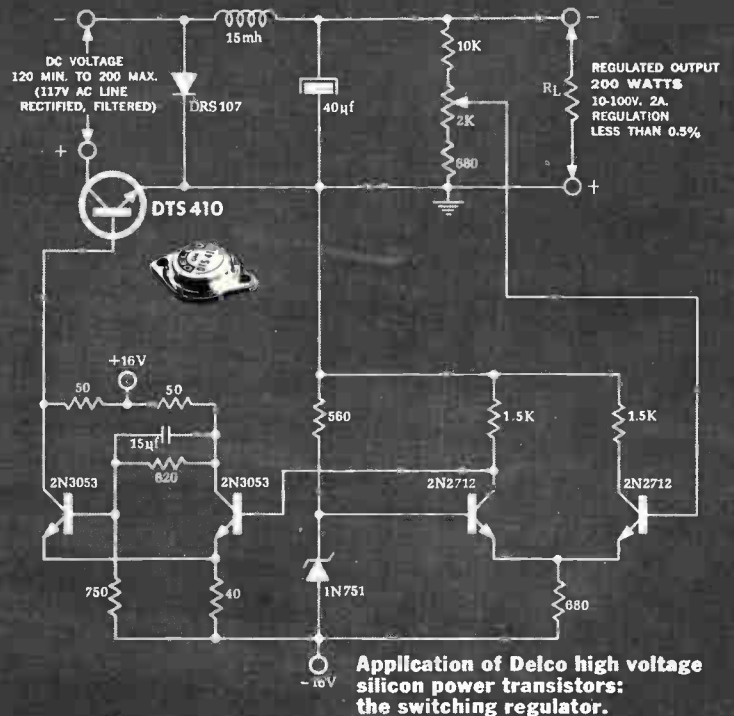 −
15mh
−
DC VOLTAGE
120 MIN. TO 200 MAX.
(117V AC LINE
RECTIFIED, FILTERED)
+
DRS107
40µf
10K
2K
680
RL
REGULATED OUTPUT
200 WATTS
10-100V. 2A.
REGULATION
LESS THAN 0.5%
+
DTS 410
+16V
50
50
15µf
820
2N3053
2N3053
750
40
560
1.5K
1.5K
2N2712
2N2712
1N751
680
-16V
Application of Delco high voltage
silicon power transistors:
the switching regulator.